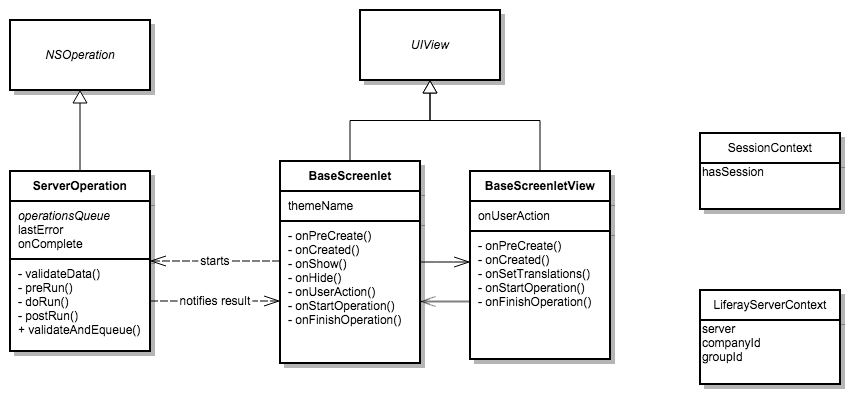 NSOperation
UIView
ServerOperation
operationsQueue
lastError
onComplete
- validateData()
- preRun()
- doRun()
- postRun()
+ validateAndEqueue()
starts
notifies result
BaseScreenlet
themeName
- onPreCreate()
- onCreated()
- onShow()
- onHide()
- onUserAction()
- onStartOperation()
- onFinishOperation()
BaseScreenletView
onUserAction
- onPreCreate()
- onCreated()
- onSetTranslations()
- onStartOperation()
- onFinishOperation()
SessionContext
hasSession
LiferayServerContext
server
companyId
groupId